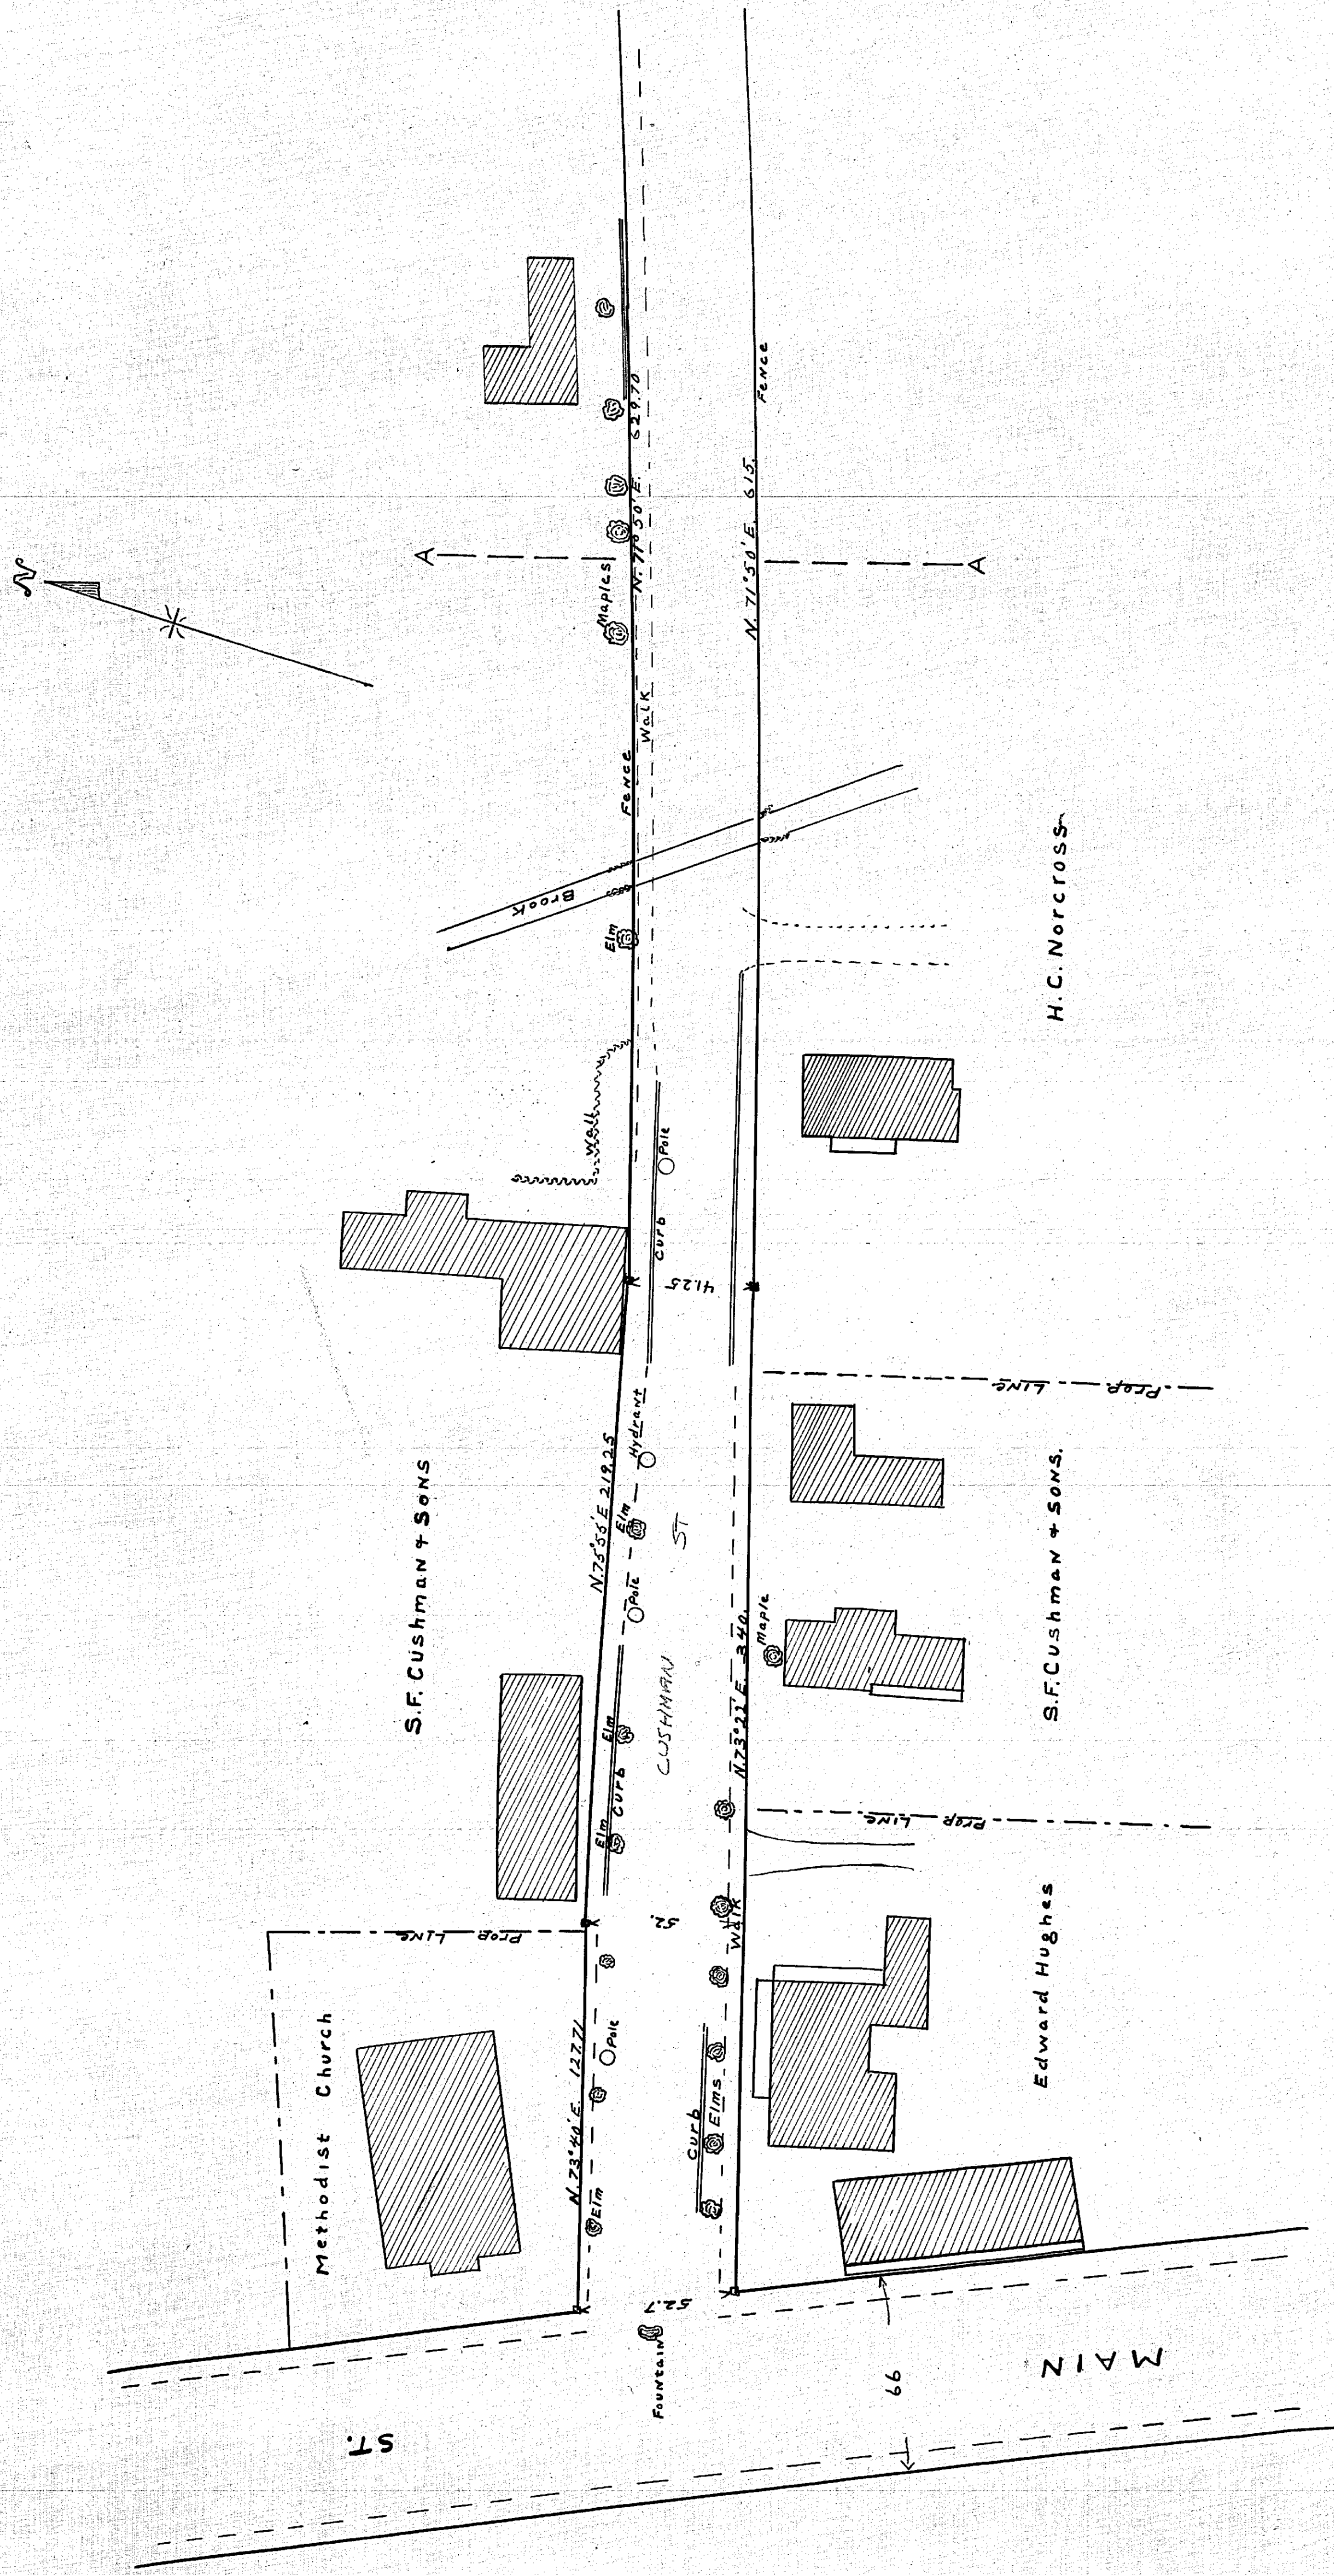 N
A
A
Maples
N. 71° 50' E. 629.70
N. 71° 50' E. 615.
Fence
Walk
Fence
Brook
Elm
Wall
Pole
Curb
41.25
H. C. Norcross
Prop LINE
Hydrant
Elm
N. 75° 55' E 219.25
Pole
S. F. Cushman & Sons
CUSHMAN ST
Maple
N. 73° 22' E. 340.
S. F. Cushman & Sons.
Elm
Curb
Elm
Prop LINE
Prop LINE
52.
Walk
Edward Hughes
Methodist Church
N. 73° 40' E. 127.71
Pole
Elm
Curb
Elms
52.7
Fountain
66
MAIN ST.